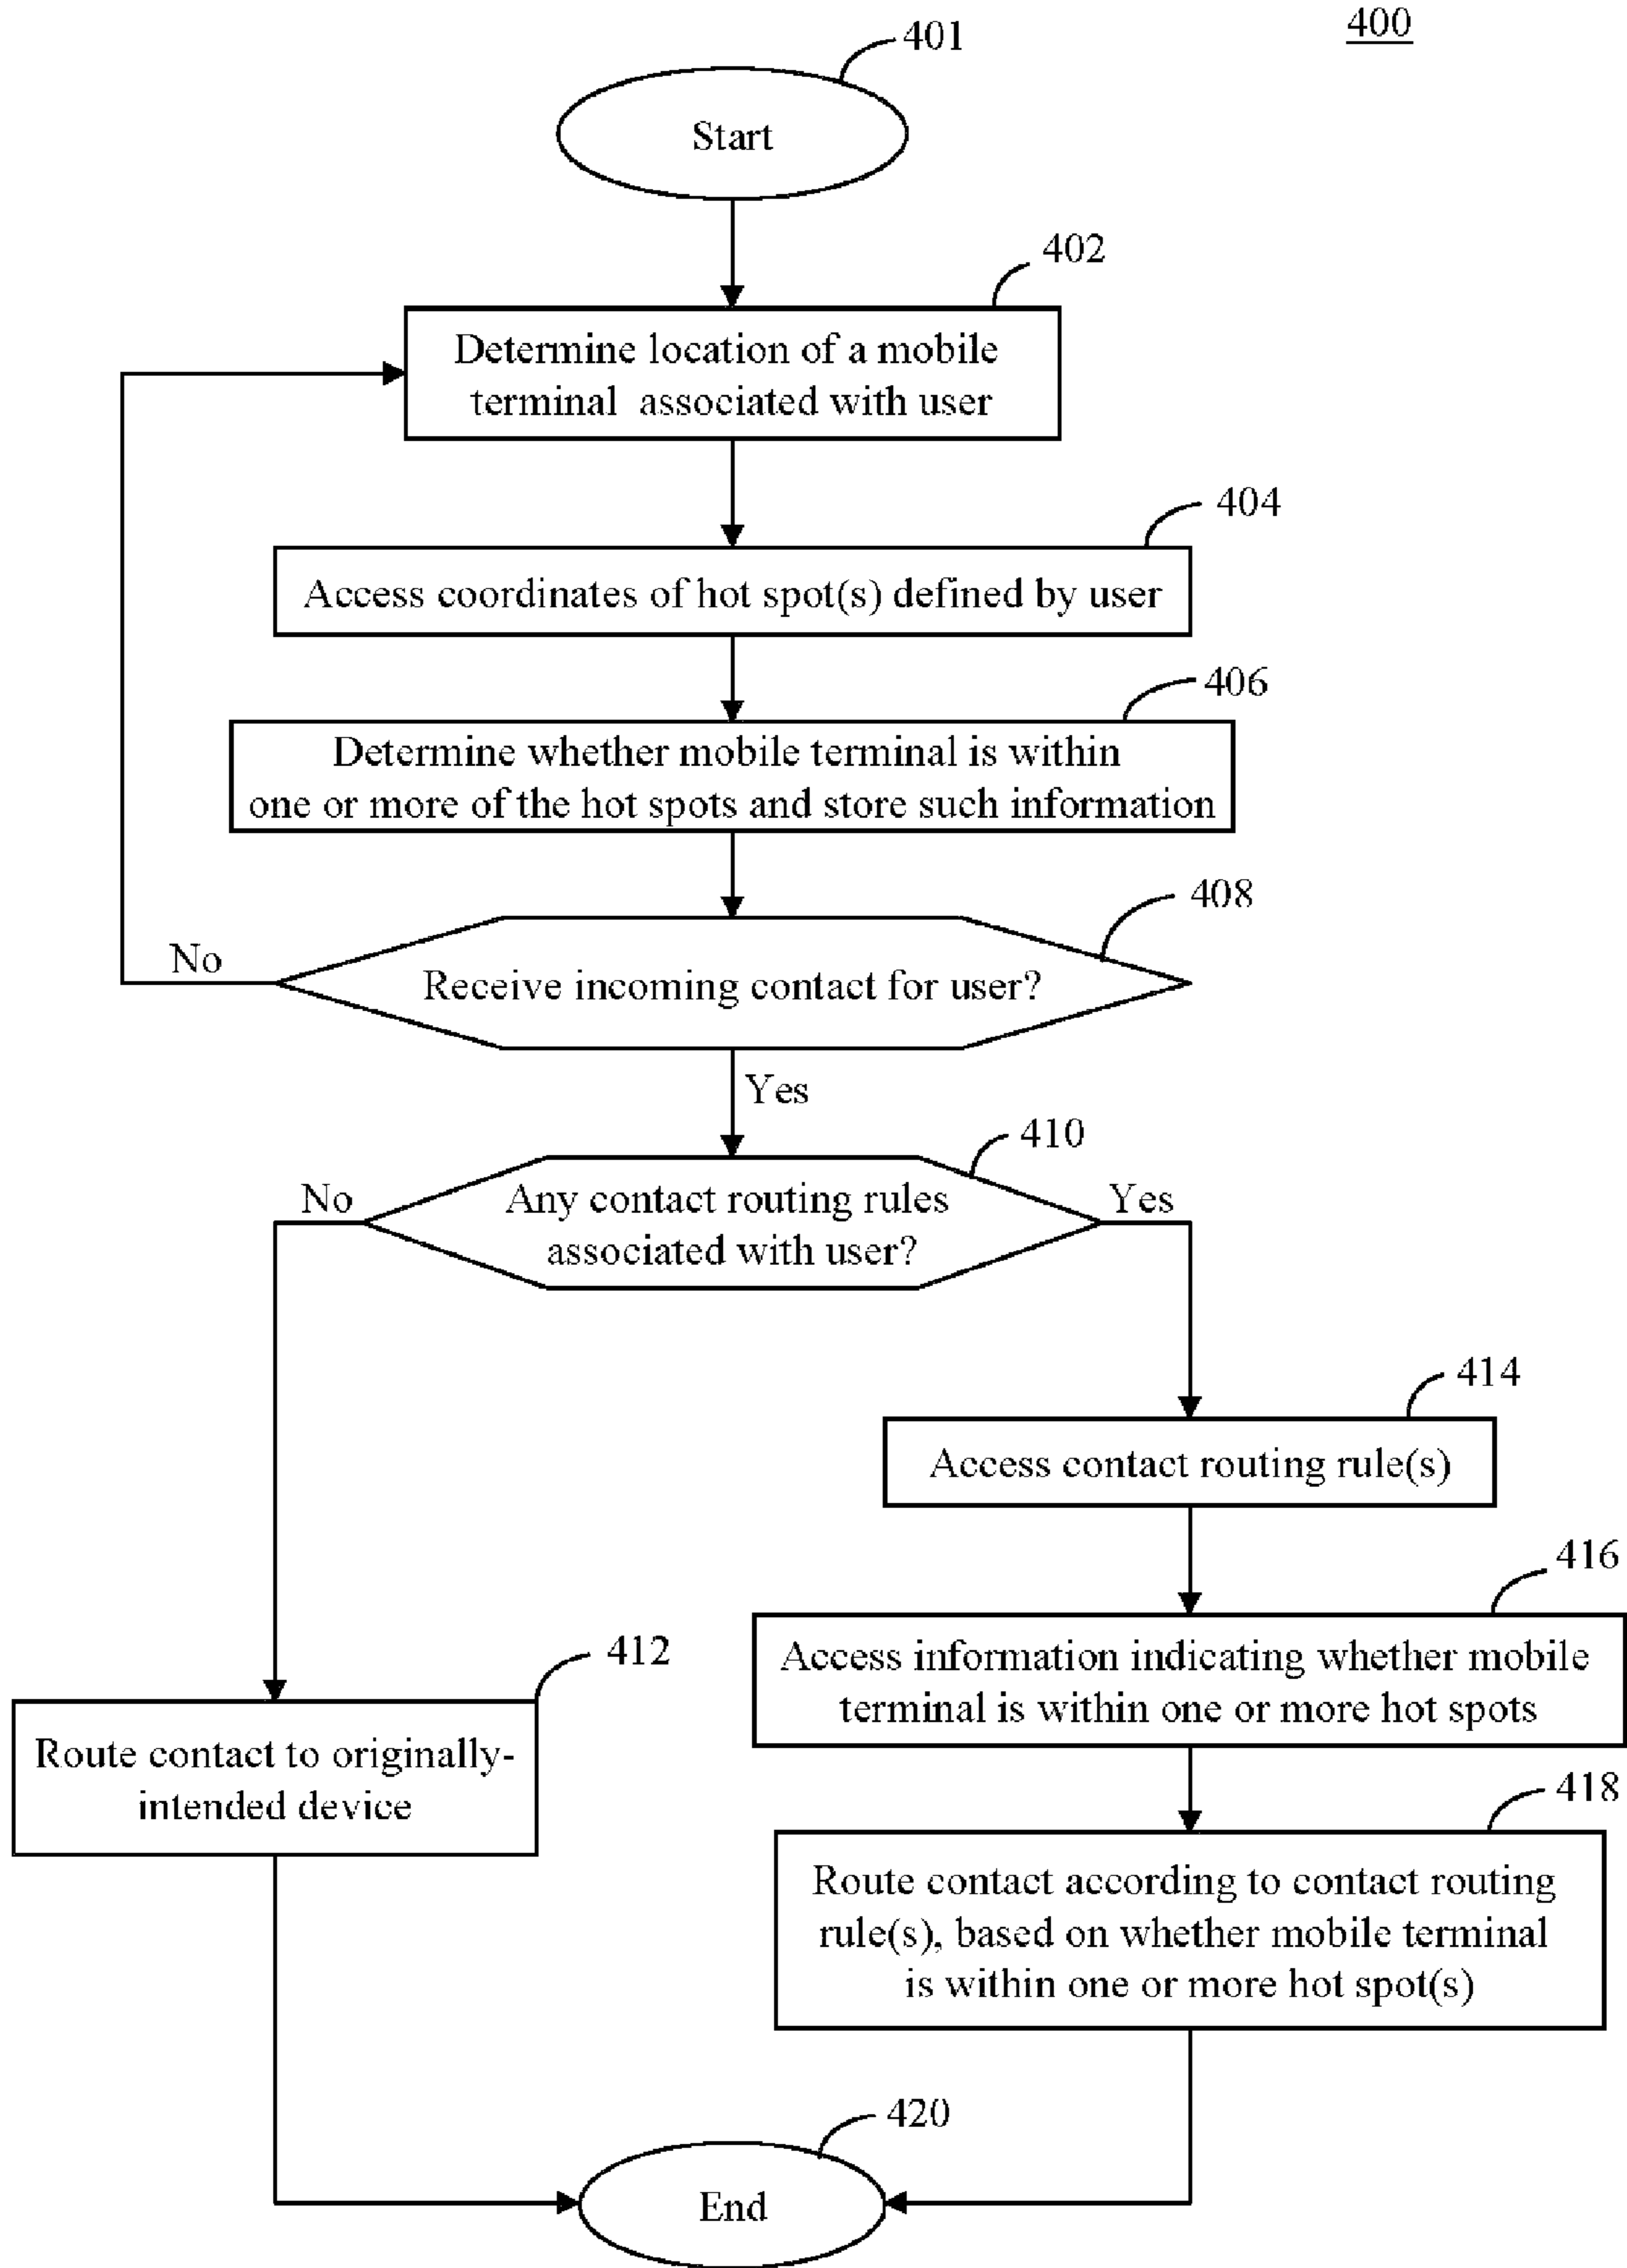 400
401
Start
402
Determine location of a mobile
terminal associated with user
404
Access coordinates of hot spot(s) defined by user
406
Determine whether mobile terminal is within
one or more of the hot spots and store such information
408
No
Receive incoming contact for user?
Yes
410
No
Any contact routing rules
associated with user?
Yes
414
Access contact routing rule(s)
416
Access information indicating whether mobile
terminal is within one or more hot spots
412
Route contact to originally-
intended device
418
Route contact according to contact routing
rule(s), based on whether mobile terminal
is within one or more hot spot(s)
420
End